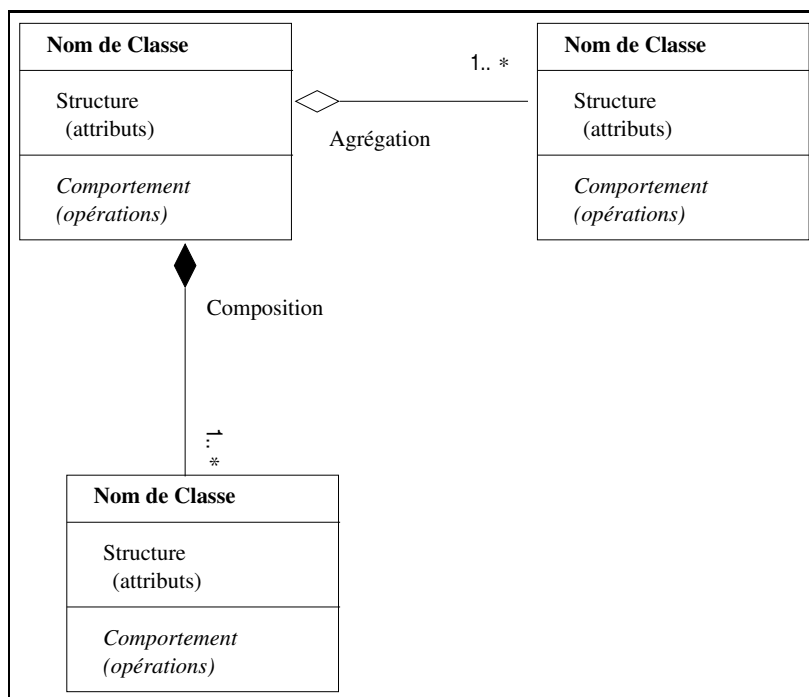 Nom de Classe
Structure
(attributs)
Comportement
(opérations)
1.. *
Agrégation
Nom de Classe
Structure
(attributs)
Comportement
(opérations)
Composition
1.. *
Nom de Classe
Structure
(attributs)
Comportement
(opérations)